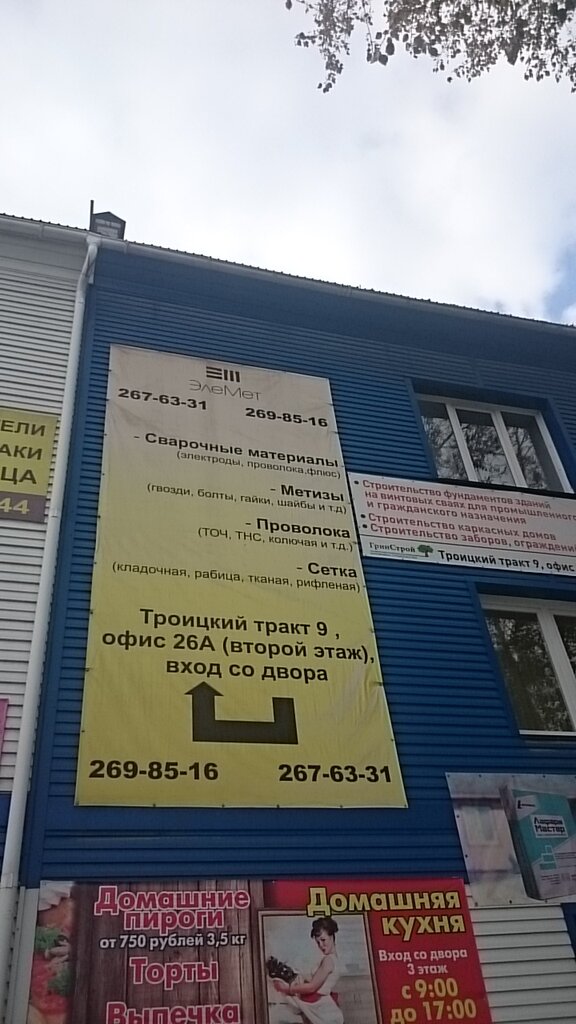 ЭлеМет
267-63-31 269-85-16
- Сварочные материалы
(электроды, проволока,флюс)
- Метизы
(гвозди, болты, гайки, шайбы и т.д)
- Проволока
(ТОЧ, ТНС, колючая и т.д.)
- Сетка
(кладочная, рабица, тканая, рифленая)
Троицкий тракт 9 ,
офис 26А (второй этаж),
вход со двора
269-85-16 267-63-31
• Строительство фундаментов зданий
на винтовых сваях для промышленного
и гражданского назначения
• Строительство каркасных домов
• Строительство заборов,
ГринСтрой Троицкий тракт 9, офис
44
Мастер
Домашние
пироги
от 750 рублей 3,5 кг
Торты
Выпечка
Домашняя
кухня
Вход со двора
3 этаж
с 9:00
до 17:00